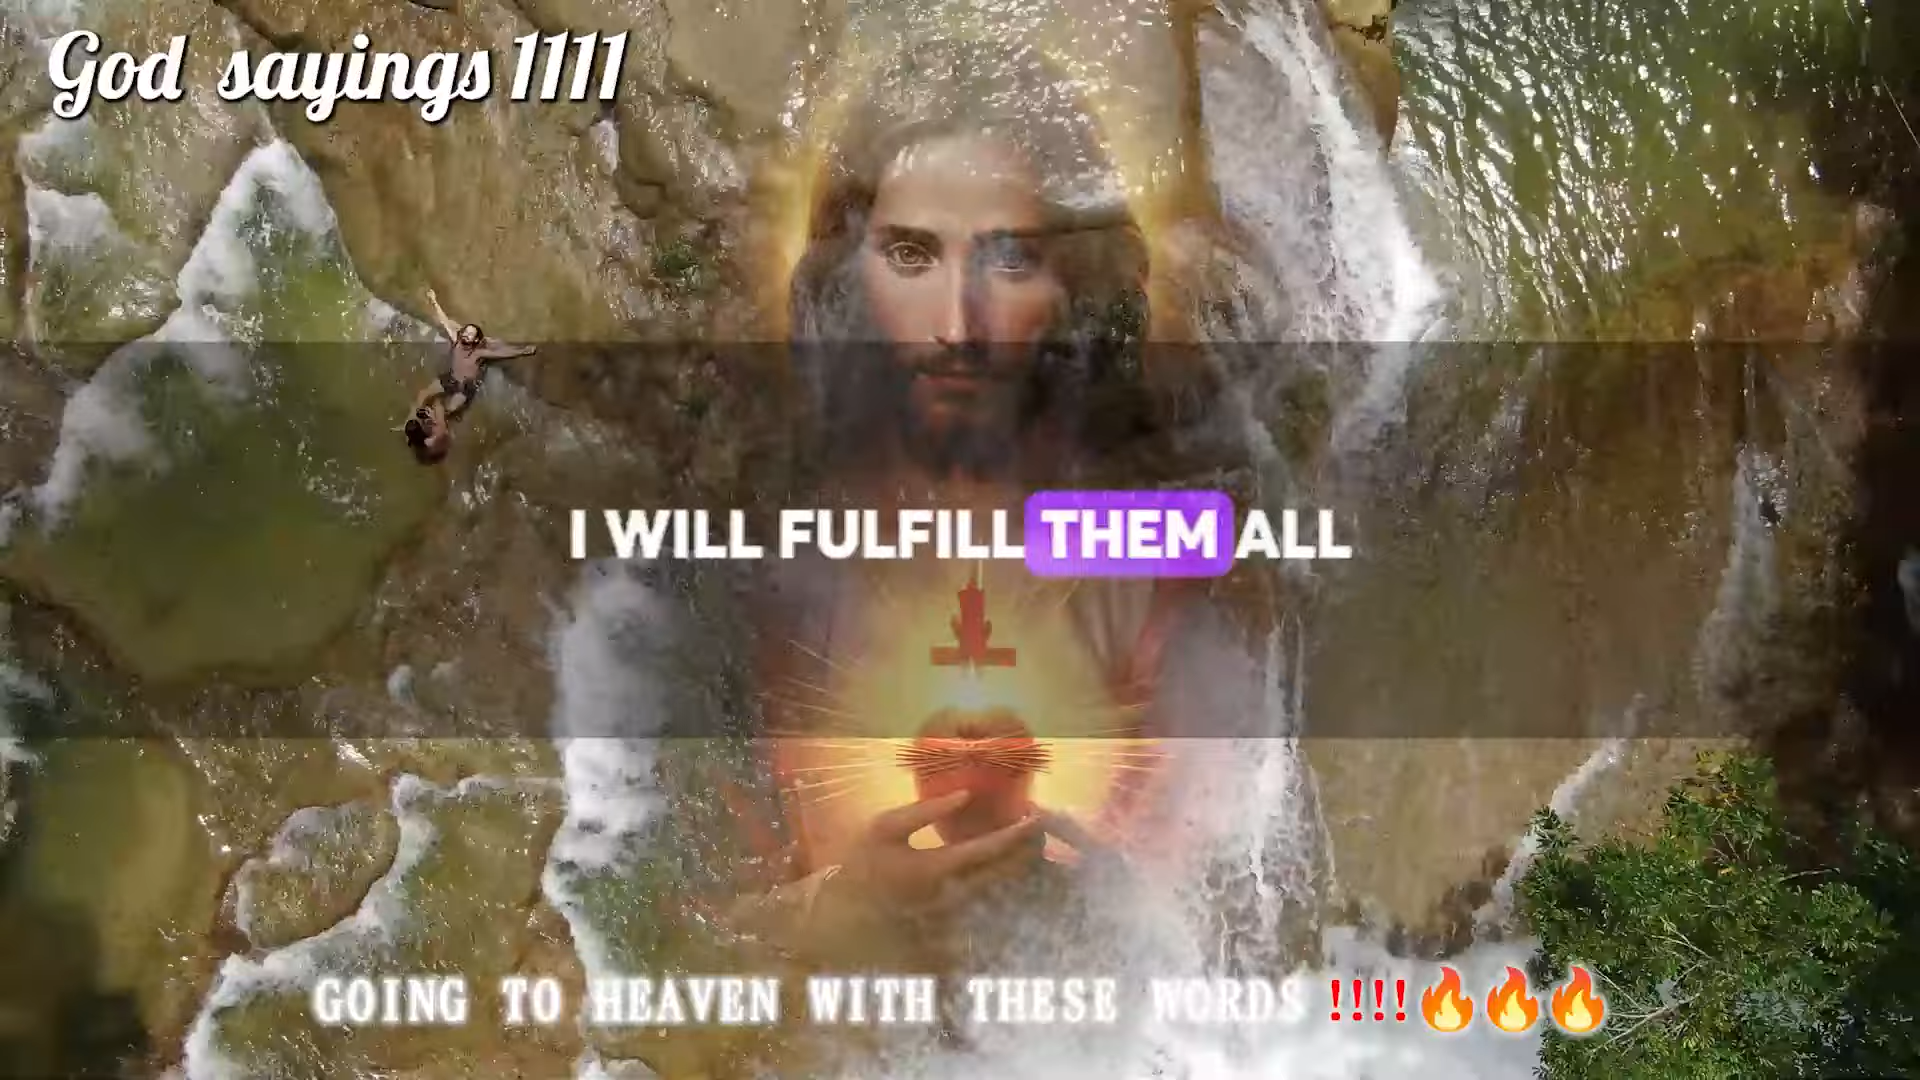 God sayings 1111
I WILL FULFILL THEM ALL
GOING TO HEAVEN WITH THESE WORDS !!!!🔥🔥🔥